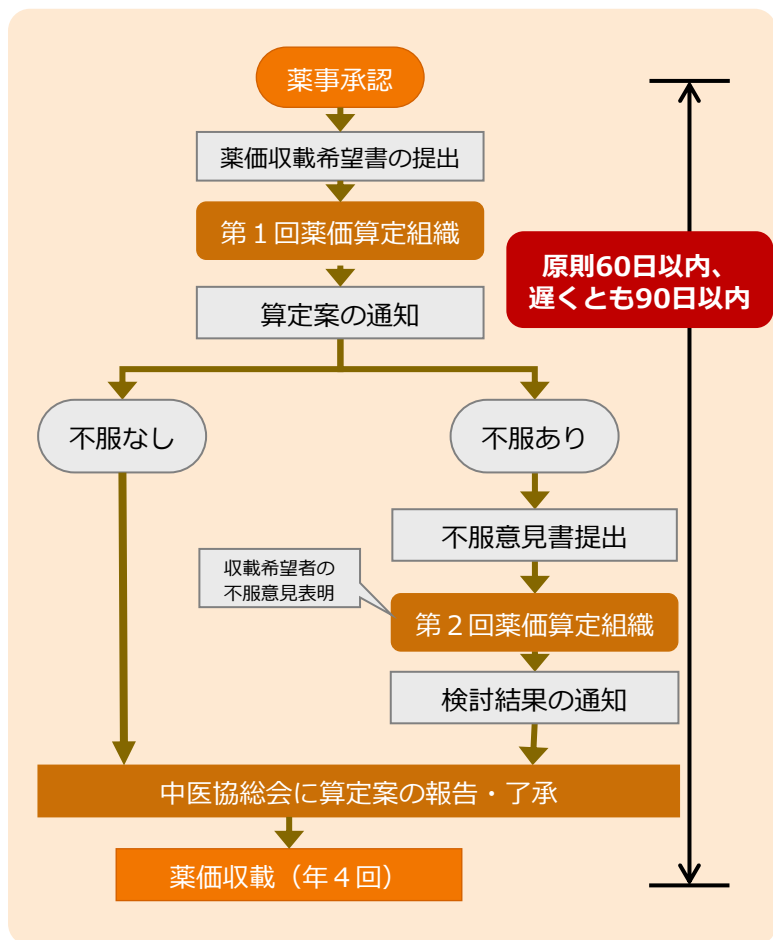 薬事承認
薬価収載希望書の提出
第１回薬価算定組織
原則60日以内、
遅くとも90日以内
算定案の通知
不服なし
不服あり
不服意見書提出
収載希望者の
不服意見表明
第２回薬価算定組織
検討結果の通知
中医協総会に算定案の報告・了承
薬価収載（年４回）